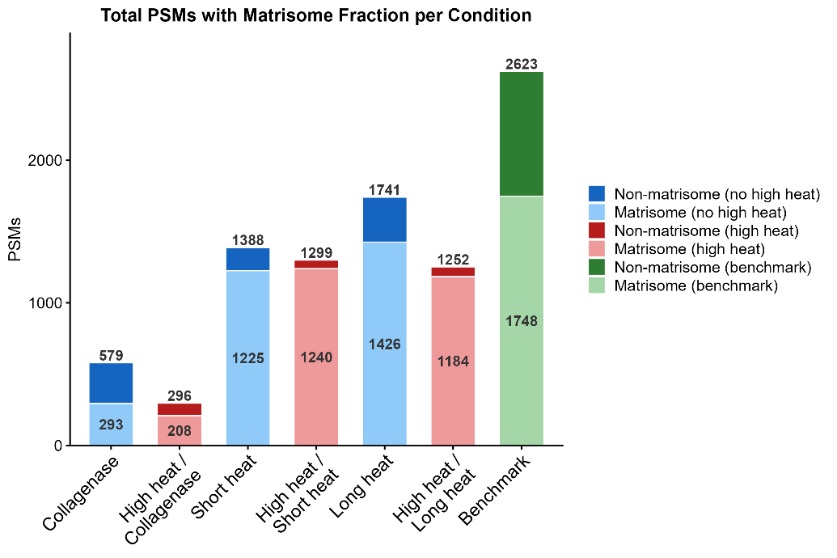 Total PSMs with Matrisome Fraction per Condition
PSMs
2000
1000
0
579
293
296
208
1388
1225
1299
1240
1741
1426
1252
1184
2623
1748
Collagenase
High heat /
Collagenase
Short heat
High heat /
Short heat
Long heat
High heat /
Long heat
Benchmark
Non-matrisome (no high heat)
Matrisome (no high heat)
Non-matrisome (high heat)
Matrisome (high heat)
Non-matrisome (benchmark)
Matrisome (benchmark)